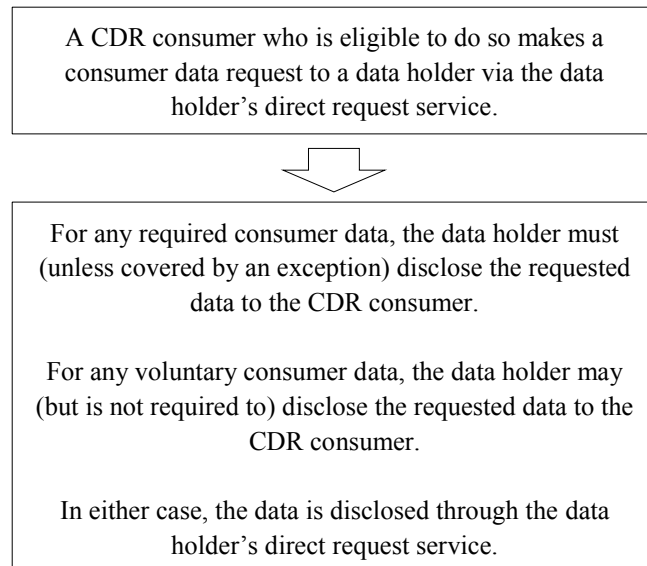 A CDR consumer who is eligible to do so makes a
consumer data request to a data holder via the data
holder’s direct request service.
For any required consumer data, the data holder must
(unless covered by an exception) disclose the requested
data to the CDR consumer.
For any voluntary consumer data, the data holder may
(but is not required to) disclose the requested data to the
CDR consumer.
In either case, the data is disclosed through the data
holder’s direct request service.